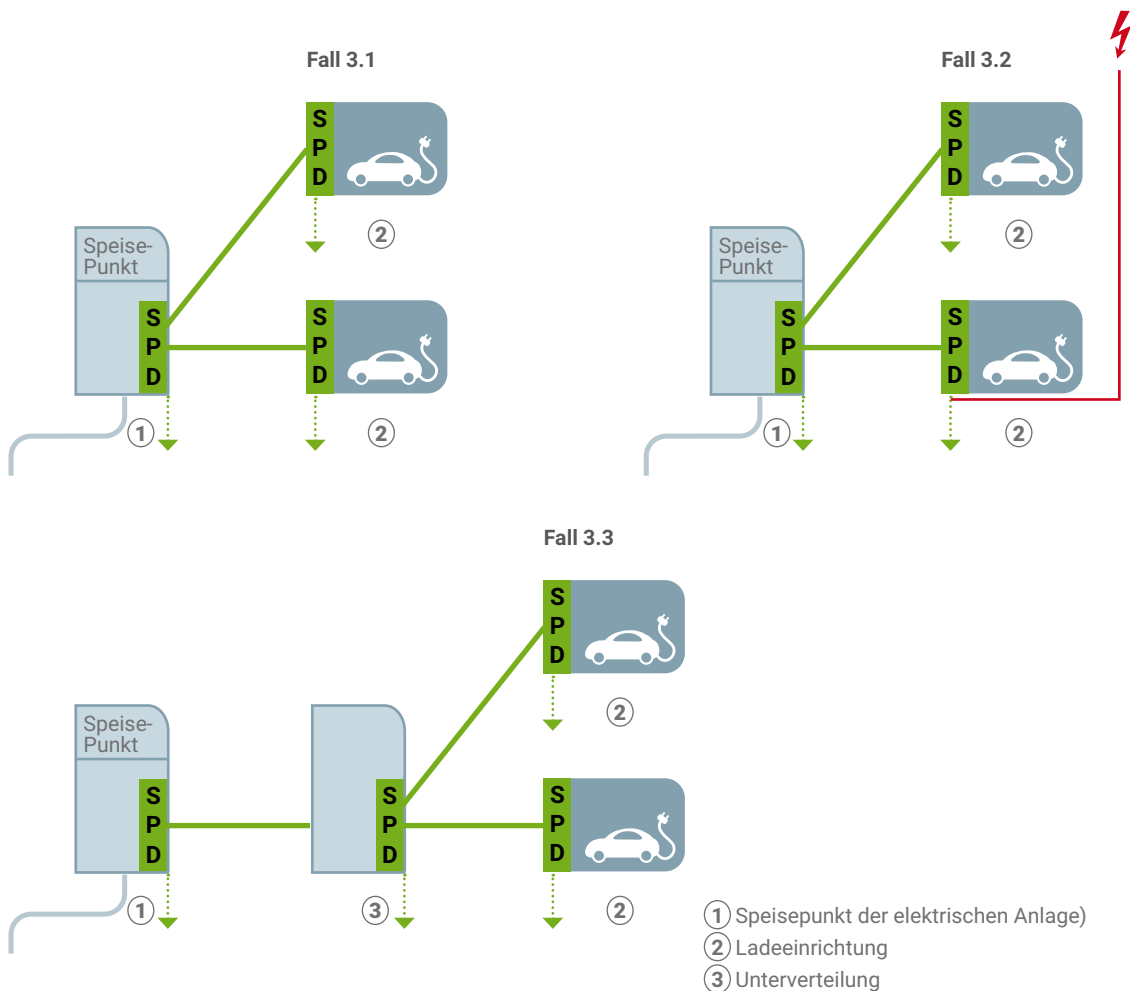 Fall 3.1
S
P
D
②
Speise-
Punkt
S
P
D
S
P
D
①
②
Fall 3.2
S
P
D
②
Speise-
Punkt
S
P
D
S
P
D
①
②
Fall 3.3
S
P
D
②
Speise-
Punkt
S
P
D
S
P
D
S
P
D
①
③
②
① Speisepunkt der elektrischen Anlage)
② Ladeeinrichtung
③ Unterverteilung